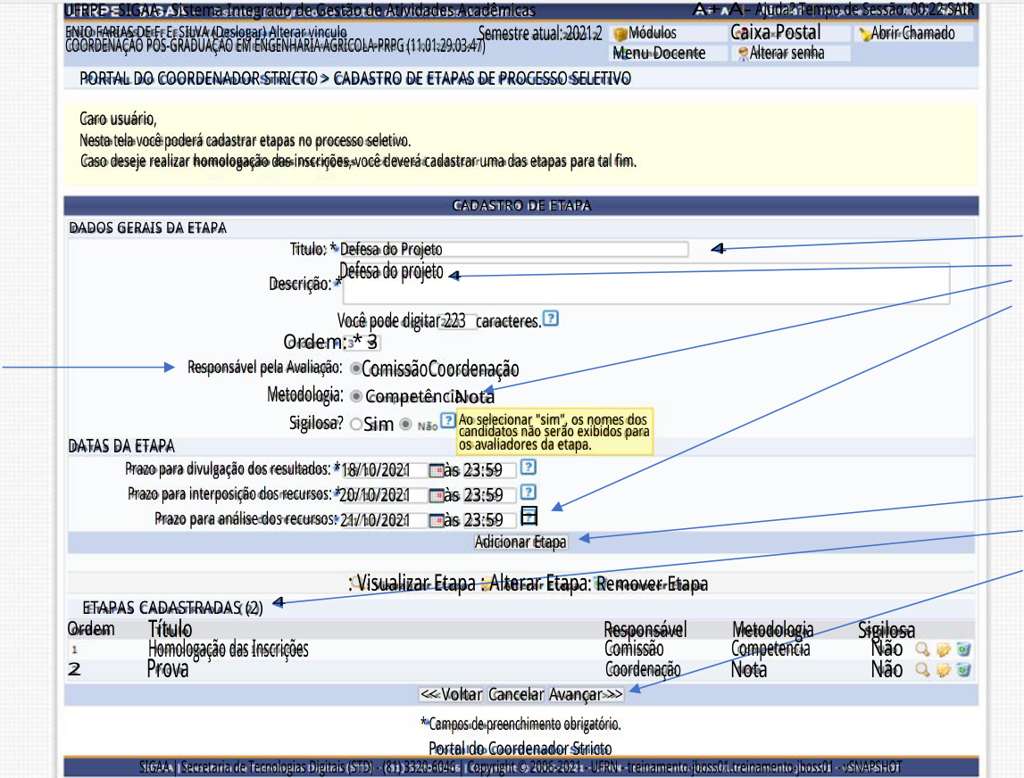 UFRPE - SIGAA - Sistema Integrado de Gestão de Atividades Acadêmicas A+ A- Ajuda? Tempo de Sessão: 00:22 SAIR
ENIO FARIAS DE F. E. SILVA (Deslogar) Alterar vínculo Semestre atual: 2021.2 Módulos Caixa Postal Abrir Chamado
COORDENAÇÃO PÓS-GRADUAÇÃO EM ENGENHARIA AGRÍCOLA-PRPG (11.01.29.03.47) Menu Docente Alterar senha
PORTAL DO COORDENADOR STRICTO > CADASTRO DE ETAPAS DE PROCESSO SELETIVO
Caro usuário,
Nesta tela você poderá cadastrar etapas no processo seletivo.
Caso deseje realizar homologação das inscrições, você deverá cadastrar uma das etapas para tal fim.
CADASTRO DE ETAPA
DADOS GERAIS DA ETAPA
Título: * Defesa do Projeto
Descrição: * Defesa do projeto
Você pode digitar 223 caracteres. ?
Ordem: * 3
Responsável pela Avaliação: Comissão Coordenação
Metodologia: Competência Nota
Sigilosa? Sim Não ? Ao selecionar "sim", os nomes dos
candidatos não serão exibidos para
os avaliadores da etapa.
DATAS DA ETAPA
Prazo para divulgação dos resultados: * 18/10/2021 às 23:59 ?
Prazo para interposição dos recursos: * 20/10/2021 às 23:59 ?
Prazo para análise dos recursos: 21/10/2021 às 23:59 ?
Adicionar Etapa
: Visualizar Etapa : Alterar Etapa : Remover Etapa
ETAPAS CADASTRADAS (2)
Ordem Título Responsável Metodologia Sigilosa
1 Homologação das Inscrições Comissão Competencia Não
2 Prova Coordenação Nota Não
<< Voltar Cancelar Avançar >>
* Campos de preenchimento obrigatório.
Portal do Coordenador Stricto
SIGAA | Secretaria de Tecnologias Digitais (STD) - (81) 3320-6046 | Copyright © 2006-2021 - UFRN - treinamento-jboss01.treinamento-jboss01 - vSNAPSHOT